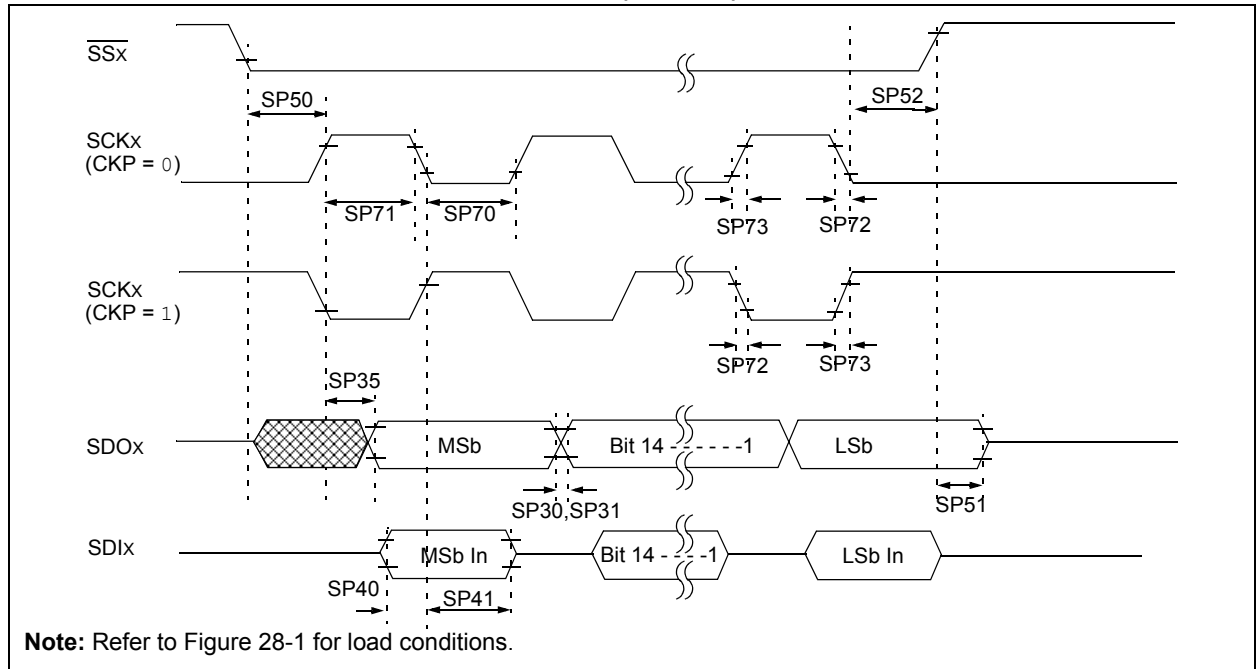 SSx
SP50
SP52
SCKx
(CKP = 0)
SP71
SP70
SP73
SP72
SCKx
(CKP = 1)
SP72
SP73
SP35
SDOx
MSb
Bit 14 - - - - - -1
LSb
SP30,SP31
SP51
SDIx
MSb In
Bit 14 - - - -1
LSb In
SP40
SP41
Note: Refer to Figure 28-1 for load conditions.